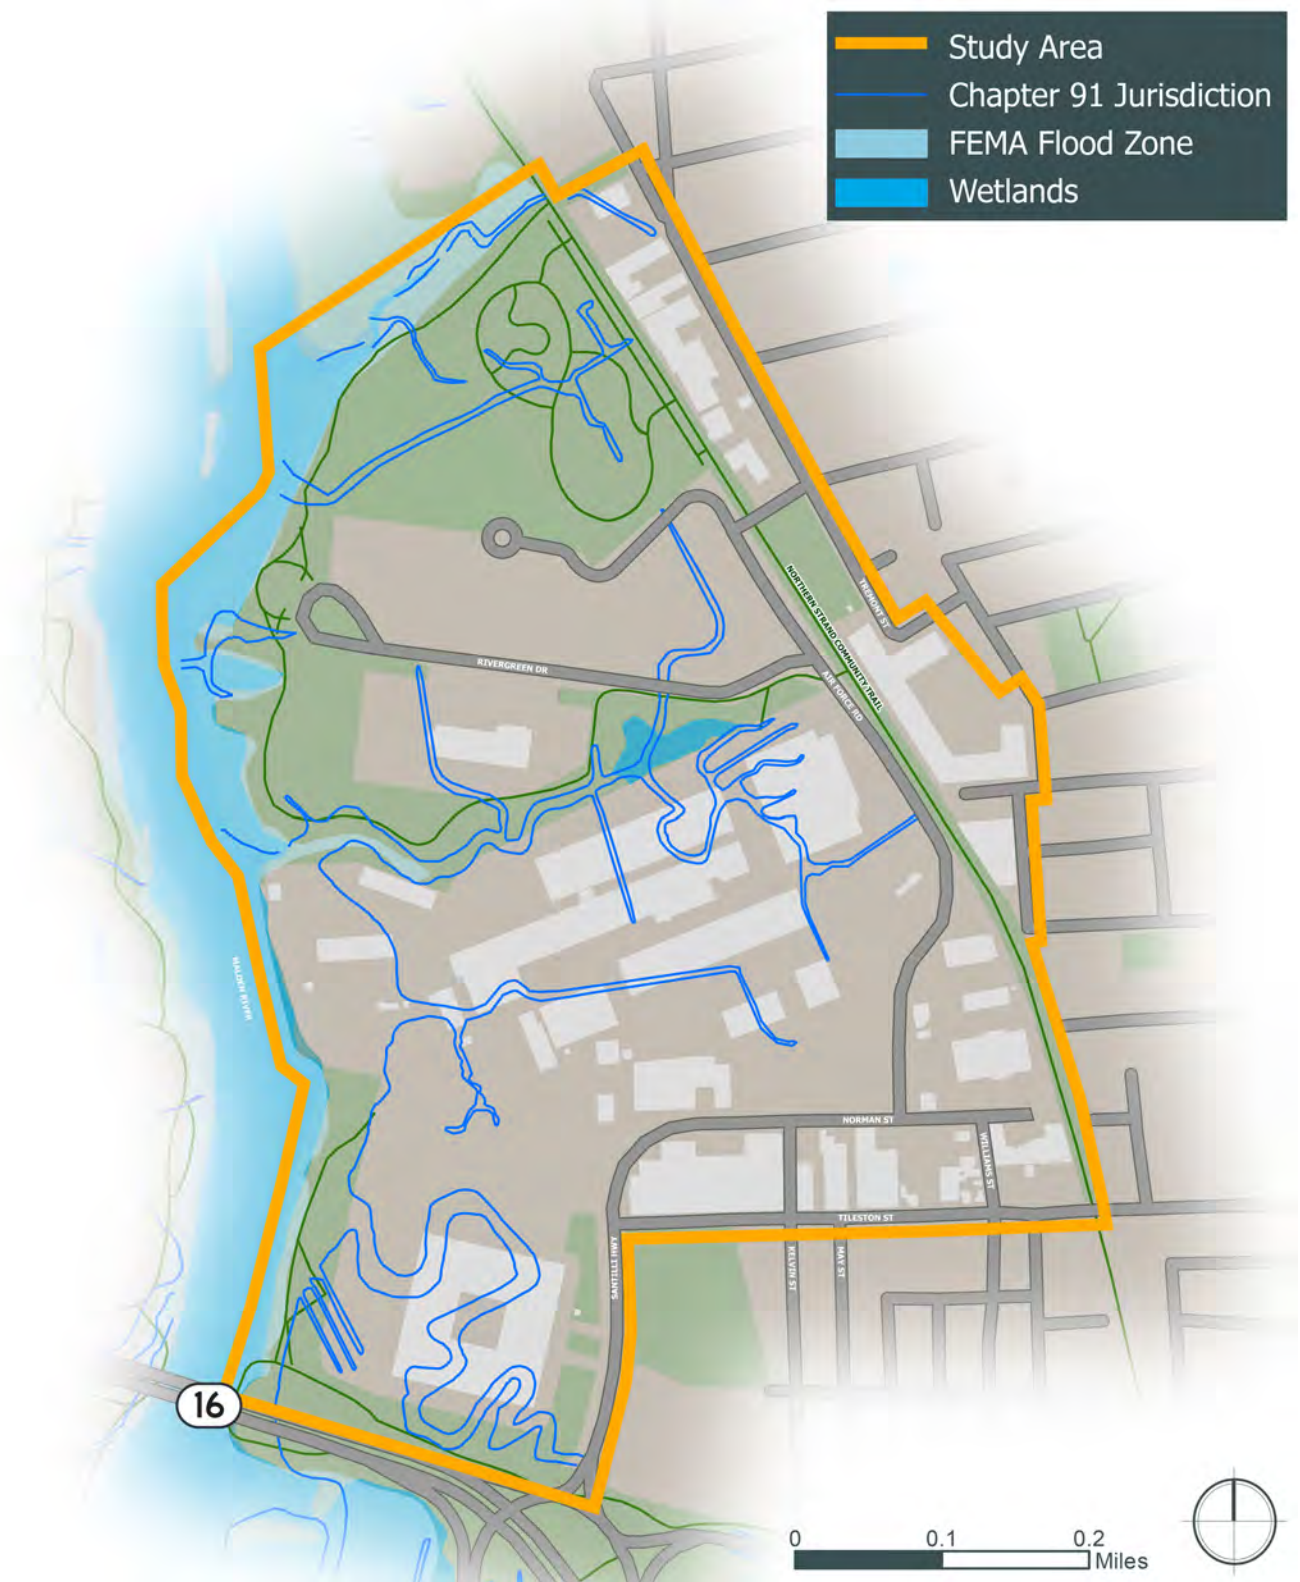 Study Area
Chapter 91 Jurisdiction
FEMA Flood Zone
Wetlands
TREMONT ST
NORTHERN STRAND COMMUNITY TRAIL
RIVERGREEN DR
AIR FORCE RD
MALDEN RIVER
NORMAN ST
WILLIAMS ST
TILESTON ST
SANTILLI HWY
KELVIN ST
MAY ST
16
0 0.1 0.2
Miles